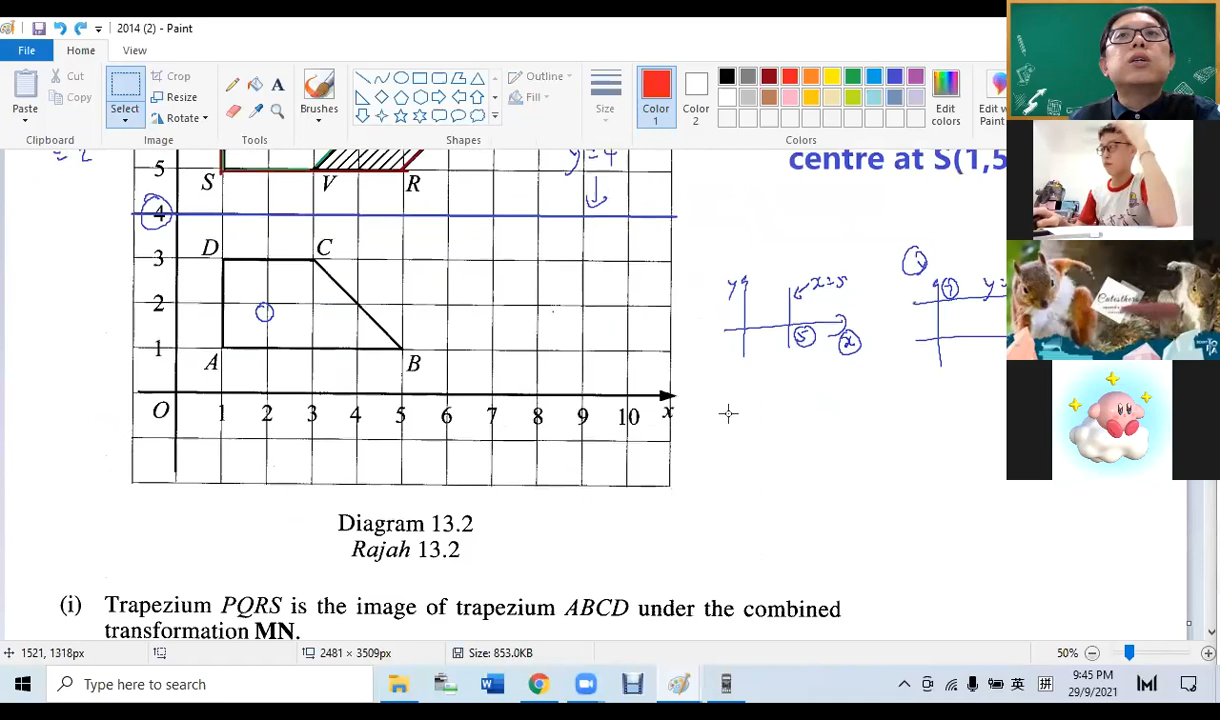 2014 (2) - Paint
File
Home
View
Paste
Cut
Copy
Clipboard
Select
Crop
Resize
Rotate
Image
Tools
Brushes
Shapes
Outline
Fill
Size
Color 1
Color 2
Colors
Edit colors
= 2
5
S
V
R
y = 4
centre at S(1,5
4
D
C
3
2
1
A
B
O
1 2 3 4 5 6 7 8 9 10 x
y
x=5
5
x
y=
Diagram 13.2
Rajah 13.2
(i) Trapezium PQRS is the image of trapezium ABCD under the combined
transformation MN.
1521, 1318px
2481 × 3509px
Size: 853.0KB
50%
Type here to search
英
拼
9:45 PM
29/9/2021